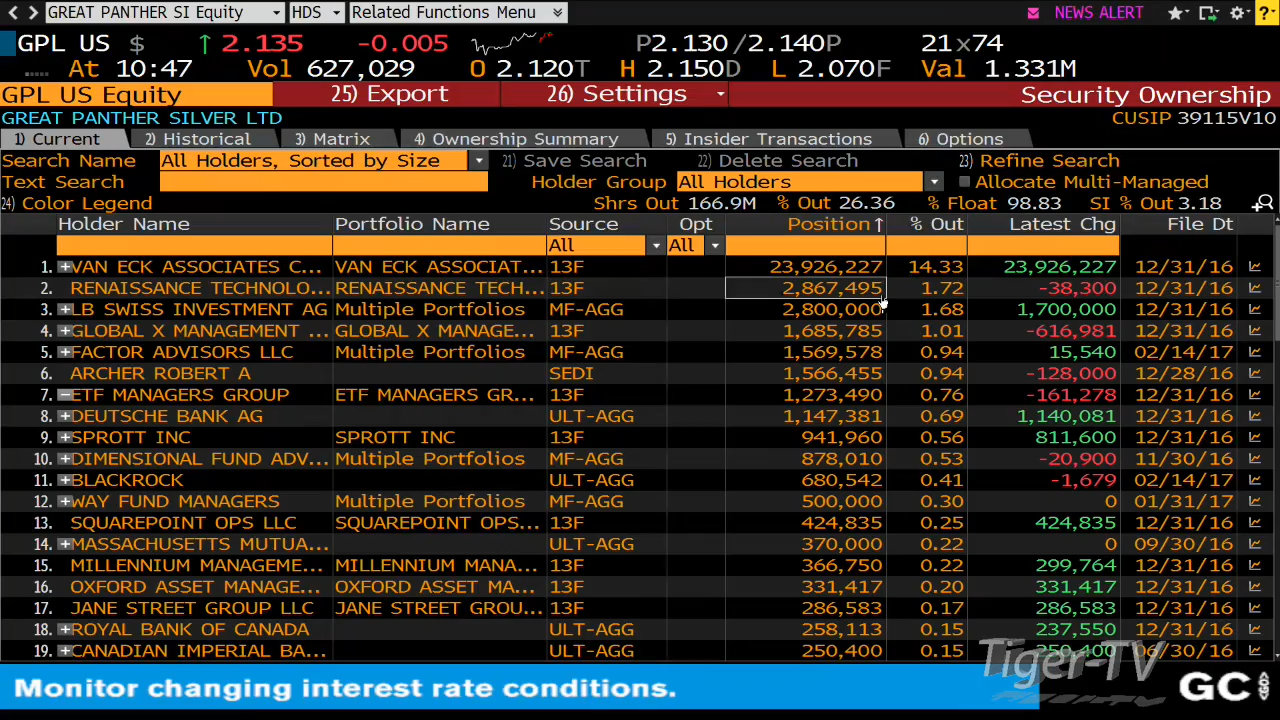 GREAT PANTHER SI Equity HDS Related Functions Menu NEWS ALERT ?
GPL US $ ↑ 2.135 -0.005 P2.130 /2.140P 21x74
At 10:47 Vol 627,029 O 2.120T H 2.150D L 2.070F Val 1.331M
GPL US Equity 25) Export 26) Settings Security Ownership
GREAT PANTHER SILVER LTD CUSIP 39115V10
1) Current 2) Historical 3) Matrix 4) Ownership Summary 5) Insider Transactions 6) Options
Search Name All Holders, Sorted by Size 21) Save Search 22) Delete Search 23) Refine Search
Text Search Holder Group All Holders Allocate Multi-Managed
24) Color Legend Shrs Out 166.9M % Out 26.36 % Float 98.83 SI % Out 3.18
Holder Name Portfolio Name Source Opt Position↑ % Out Latest Chg File Dt
All All
1. VAN ECK ASSOCIATES C... VAN ECK ASSOCIAT... 13F 23,926,227 14.33 23,926,227 12/31/16
2. RENAISSANCE TECHNOLO... RENAISSANCE TECH... 13F 2,867,495 1.72 -38,300 12/31/16
3. LB SWISS INVESTMENT AG Multiple Portfolios MF-AGG 2,800,000 1.68 1,700,000 12/31/16
4. GLOBAL X MANAGEMENT ... GLOBAL X MANAGE... 13F 1,685,785 1.01 -616,981 12/31/16
5. FACTOR ADVISORS LLC Multiple Portfolios MF-AGG 1,569,578 0.94 15,540 02/14/17
6. ARCHER ROBERT A SEDI 1,566,455 0.94 -128,000 12/28/16
7. ETF MANAGERS GROUP ETF MANAGERS GR... 13F 1,273,490 0.76 -161,278 12/31/16
8. DEUTSCHE BANK AG ULT-AGG 1,147,381 0.69 1,140,081 12/31/16
9. SPROTT INC SPROTT INC 13F 941,960 0.56 811,600 12/31/16
10. DIMENSIONAL FUND ADV... Multiple Portfolios MF-AGG 878,010 0.53 -20,900 11/30/16
11. BLACKROCK ULT-AGG 680,542 0.41 -1,679 02/14/17
12. WAY FUND MANAGERS Multiple Portfolios MF-AGG 500,000 0.30 0 01/31/17
13. SQUAREPOINT OPS LLC SQUAREPOINT OPS... 13F 424,835 0.25 424,835 12/31/16
14. MASSACHUSETTS MUTUA... ULT-AGG 370,000 0.22 0 09/30/16
15. MILLENNIUM MANAGEME... MILLENNIUM MANA... 13F 366,750 0.22 299,764 12/31/16
16. OXFORD ASSET MANAGE... OXFORD ASSET MA... 13F 331,417 0.20 331,417 12/31/16
17. JANE STREET GROUP LLC JANE STREET GROU... 13F 286,583 0.17 286,583 12/31/16
18. ROYAL BANK OF CANADA ULT-AGG 258,113 0.15 237,550 12/31/16
19. CANADIAN IMPERIAL BA... ULT-AGG 250,400 0.15 250,400 06/30/16
Tiger-TV
Monitor changing interest rate conditions. GC